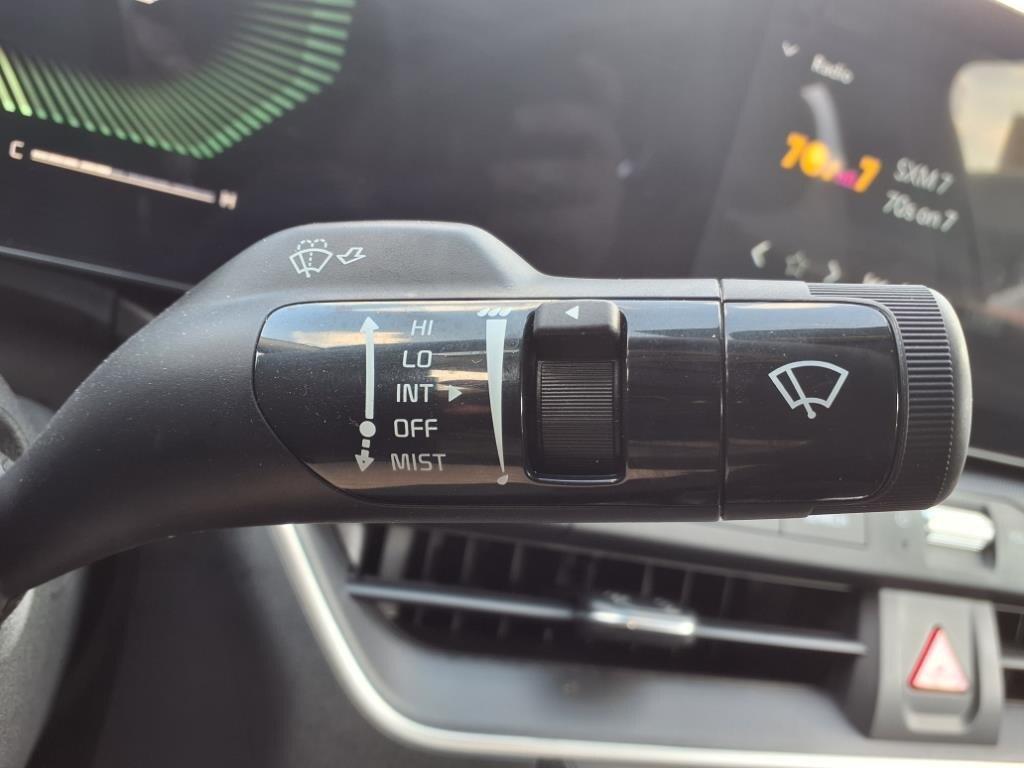 C
H
Radio
70s on 7
SXM 7
70s on 7
HI
LO
INT
OFF
MIST